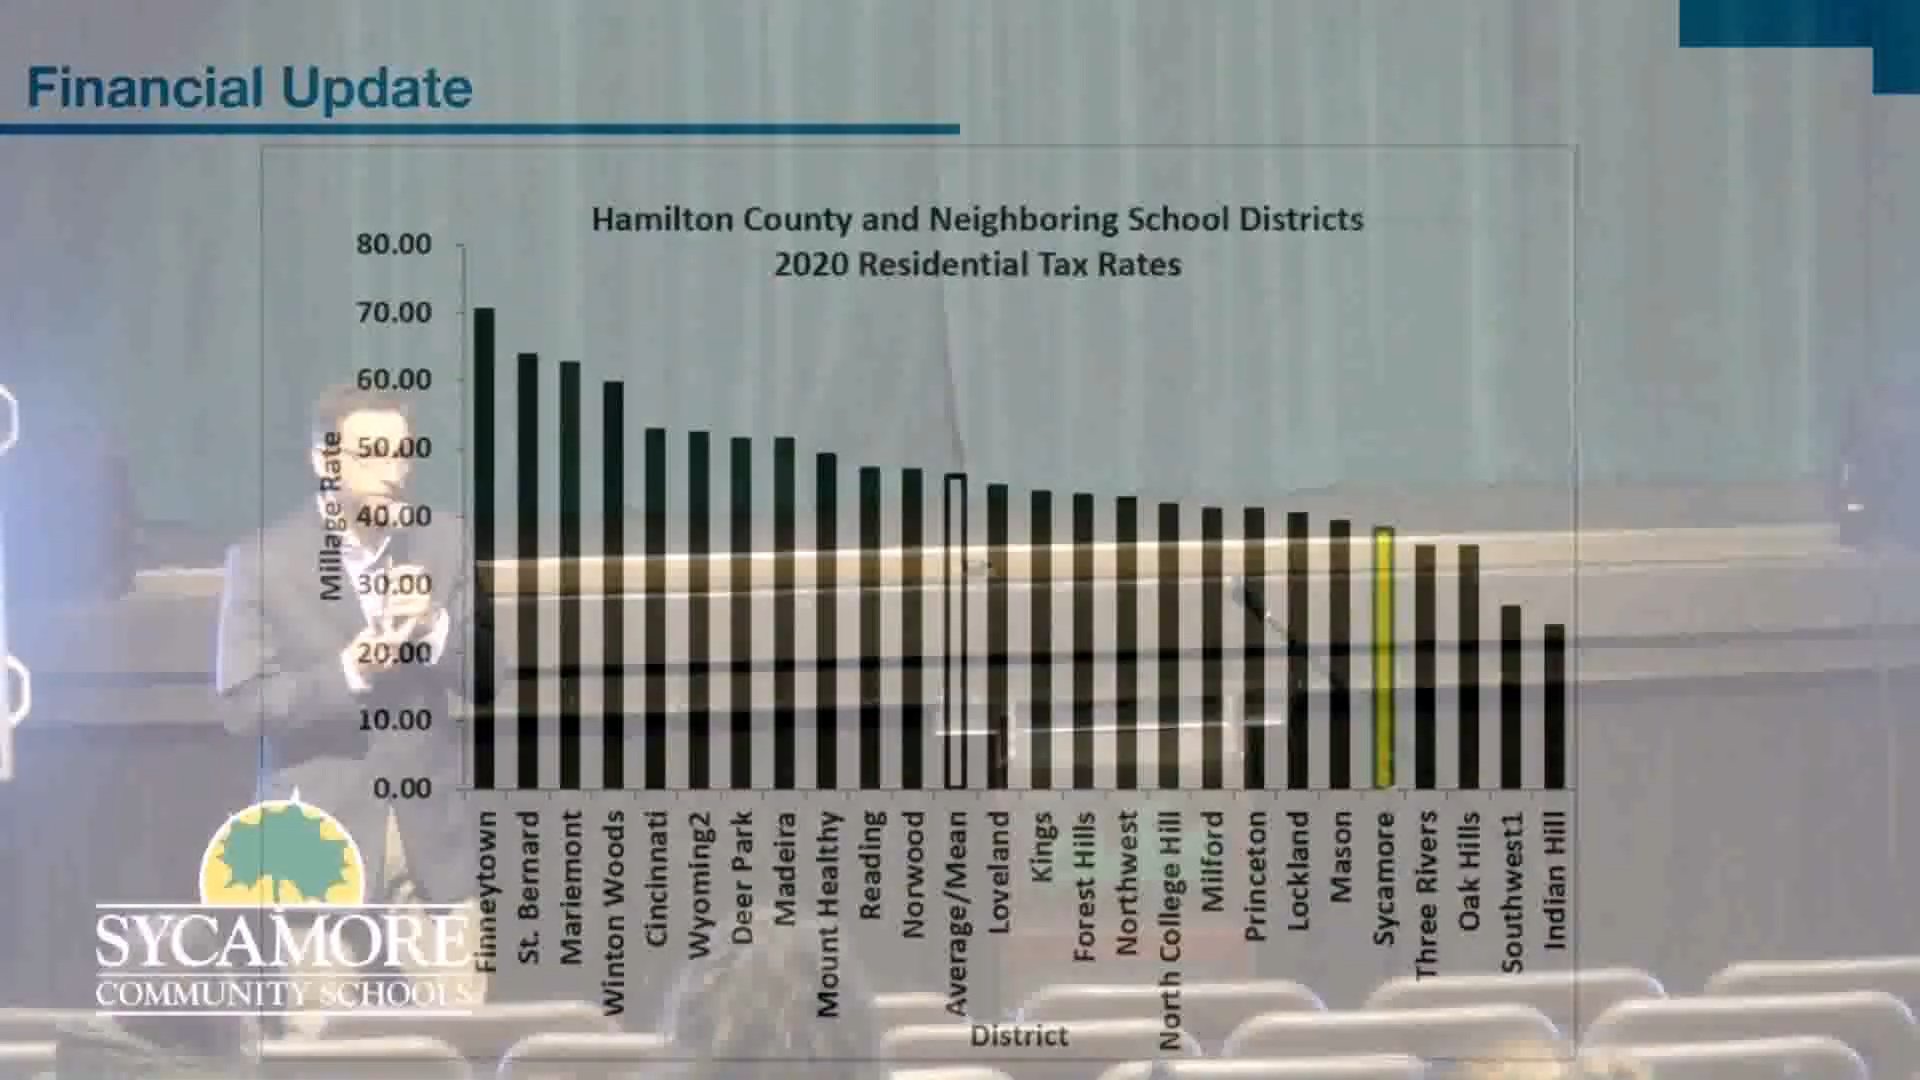 Financial Update
Hamilton County and Neighboring School Districts
2020 Residential Tax Rates
80.00
70.00
60.00
50.00
40.00
30.00
20.00
10.00
0.00
Millage Rate
Finneytown
St. Bernard
Mariemont
Winton Woods
Cincinnati
Wyoming2
Deer Park
Madeira
Mount Healthy
Reading
Norwood
Average/Mean
Loveland
Kings
Forest Hills
Northwest
North College Hill
Milford
Princeton
Lockland
Mason
Sycamore
Three Rivers
Oak Hills
Southwest1
Indian Hill
District
SYCAMORE
COMMUNITY SCHOOLS